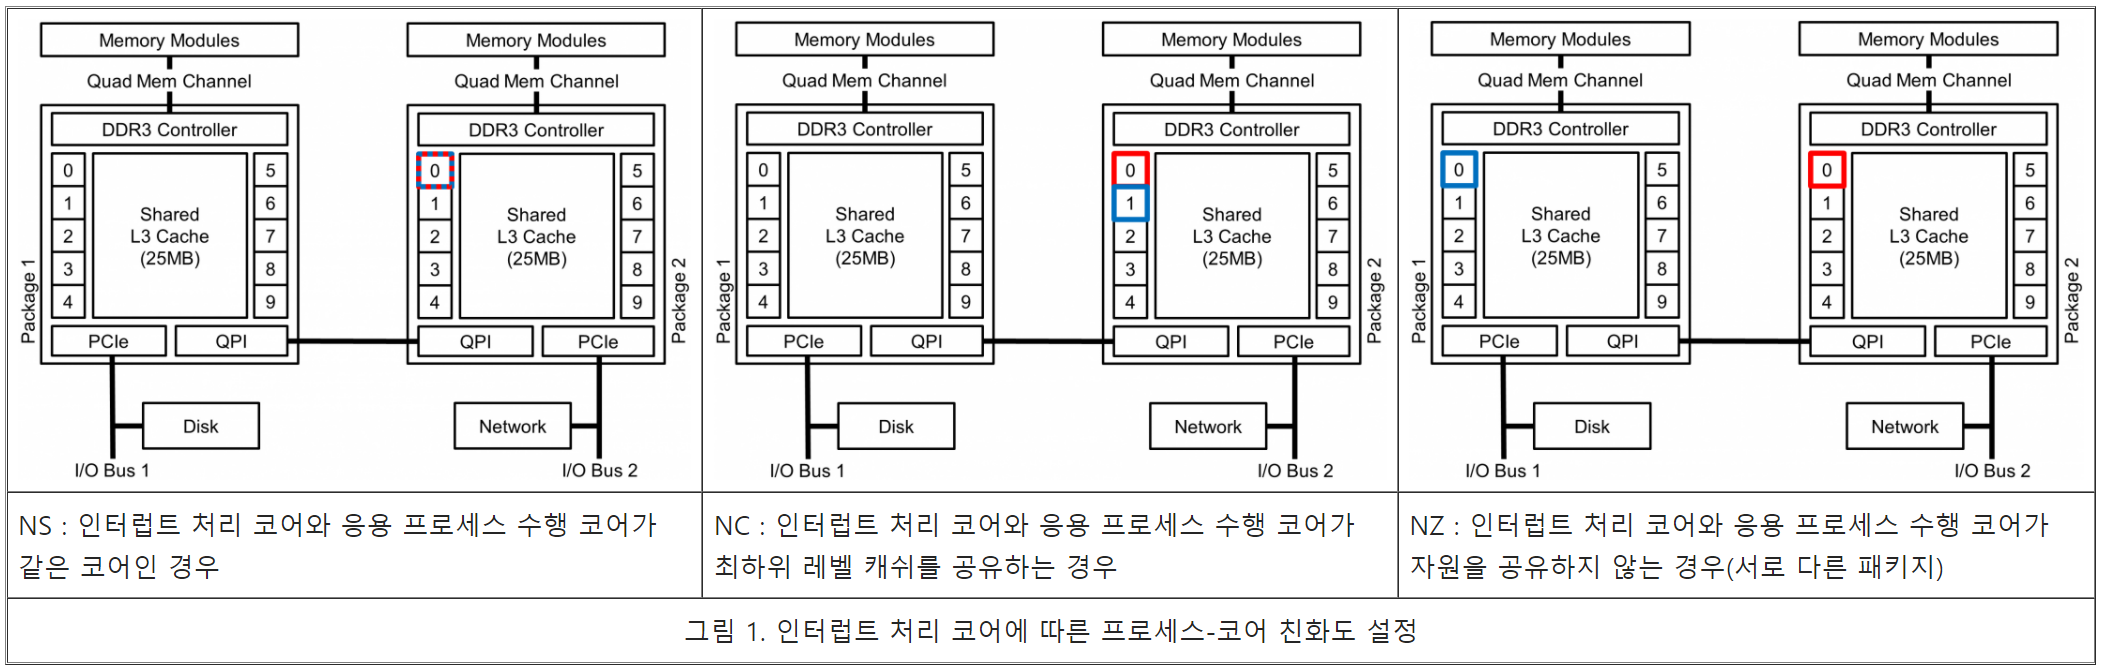 Memory Modules
Quad Mem Channel
DDR3 Controller
0
1
2
3
4
Shared
L3 Cache
(25MB)
5
6
7
8
9
Package 1
PCIe
QPI
Disk
I/O Bus 1
Memory Modules
Quad Mem Channel
DDR3 Controller
0
1
2
3
4
Shared
L3 Cache
(25MB)
5
6
7
8
9
Package 2
QPI
PCIe
Network
I/O Bus 2
Memory Modules
Quad Mem Channel
DDR3 Controller
0
1
2
3
4
Shared
L3 Cache
(25MB)
5
6
7
8
9
Package 1
PCIe
QPI
Disk
I/O Bus 1
Memory Modules
Quad Mem Channel
DDR3 Controller
0
1
2
3
4
Shared
L3 Cache
(25MB)
5
6
7
8
9
Package 2
QPI
PCIe
Network
I/O Bus 2
Memory Modules
Quad Mem Channel
DDR3 Controller
0
1
2
3
4
Shared
L3 Cache
(25MB)
5
6
7
8
9
Package 1
PCIe
QPI
Disk
I/O Bus 1
Memory Modules
Quad Mem Channel
DDR3 Controller
0
1
2
3
4
Shared
L3 Cache
(25MB)
5
6
7
8
9
Package 2
QPI
PCIe
Network
I/O Bus 2
NS : 인터럽트 처리 코어와 응용 프로세스 수행 코어가
같은 코어인 경우
NC : 인터럽트 처리 코어와 응용 프로세스 수행 코어가
최하위 레벨 캐쉬를 공유하는 경우
NZ : 인터럽트 처리 코어와 응용 프로세스 수행 코어가
자원을 공유하지 않는 경우(서로 다른 패키지)
그림 1. 인터럽트 처리 코어에 따른 프로세스-코어 친화도 설정